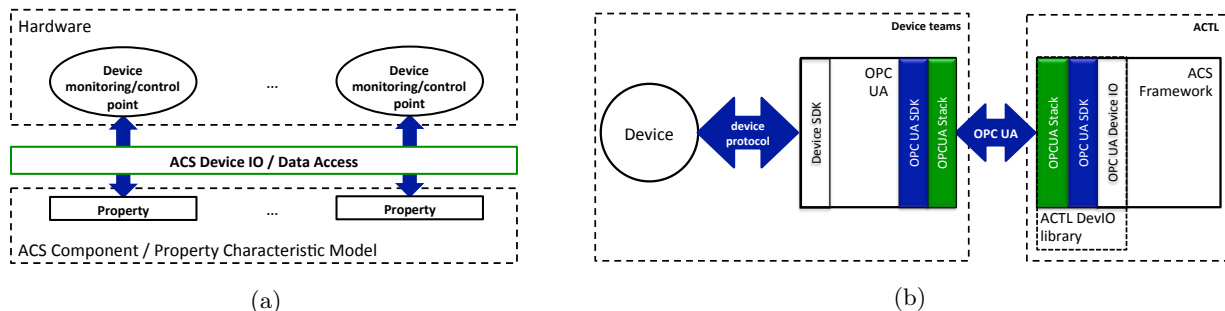 Hardware
Device
monitoring/control
point
...
Device
monitoring/control
point
ACS Device IO / Data Access
Property
...
Property
ACS Component / Property Characteristic Model
(a)
Device teams
Device
device
protocol
Device SDK
OPC
UA
OPC UA SDK
OPCUA Stack
OPC UA
ACTL
OPCUA Stack
OPC UA SDK
OPC UA Device IO
ACS
Framework
ACTL DevIO
library
(b)